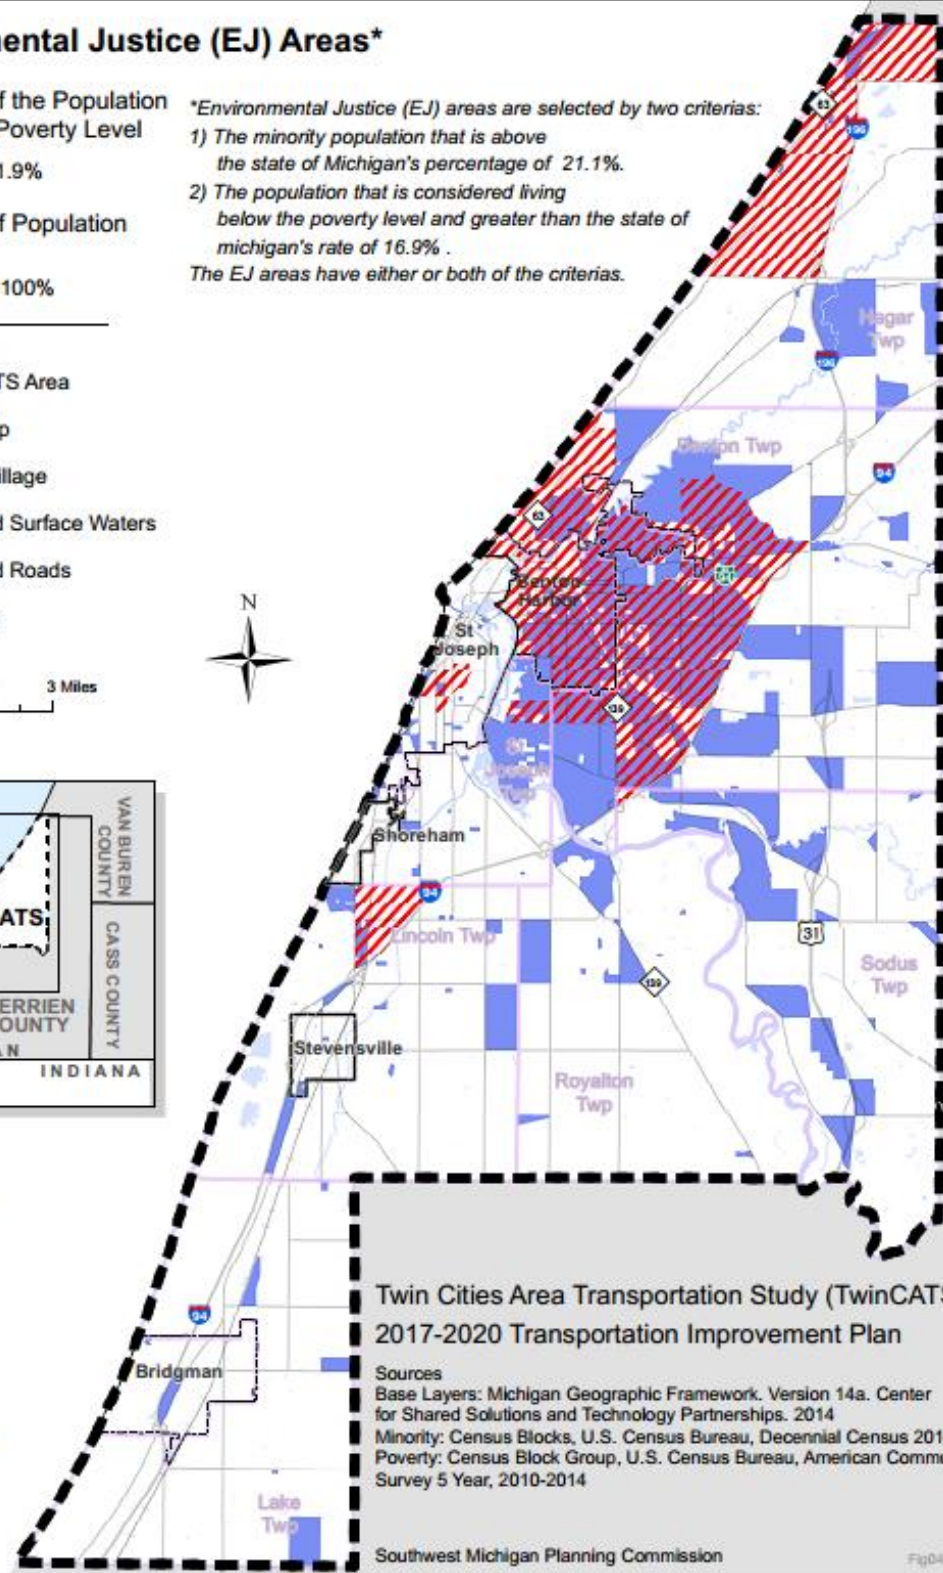 mental Justice (EJ) Areas*
f the Population
Poverty Level
1.9%
f Population
100%
*Environmental Justice (EJ) areas are selected by two criterias:
1) The minority population that is above
the state of Michigan's percentage of 21.1%.
2) The population that is considered living
below the poverty level and greater than the state of
michigan's rate of 16.9% .
The EJ areas have either or both of the criterias.
TS Area
p
illage
d Surface Waters
d Roads
3 Miles
N
63
196
Hagar
Twp
196
Benton Twp
94
63
Benton
Harbor
St
Joseph
139
St.
Joseph
Twp
Shoreham
94
Lincoln Twp
31
139
Sodus
Twp
Stevensville
Royalton
Twp
VAN BUREN
COUNTY
ATS
CASS COUNTY
ERRIEN
OUNTY
AN
INDIANA
94
Bridgman
Lake
Twp
Twin Cities Area Transportation Study (TwinCATS
2017-2020 Transportation Improvement Plan
Sources
Base Layers: Michigan Geographic Framework. Version 14a. Center
for Shared Solutions and Technology Partnerships. 2014
Minority: Census Blocks, U.S. Census Bureau, Decennial Census 201
Poverty: Census Block Group, U.S. Census Bureau, American Commu
Survey 5 Year, 2010-2014
Southwest Michigan Planning Commission
Fig04